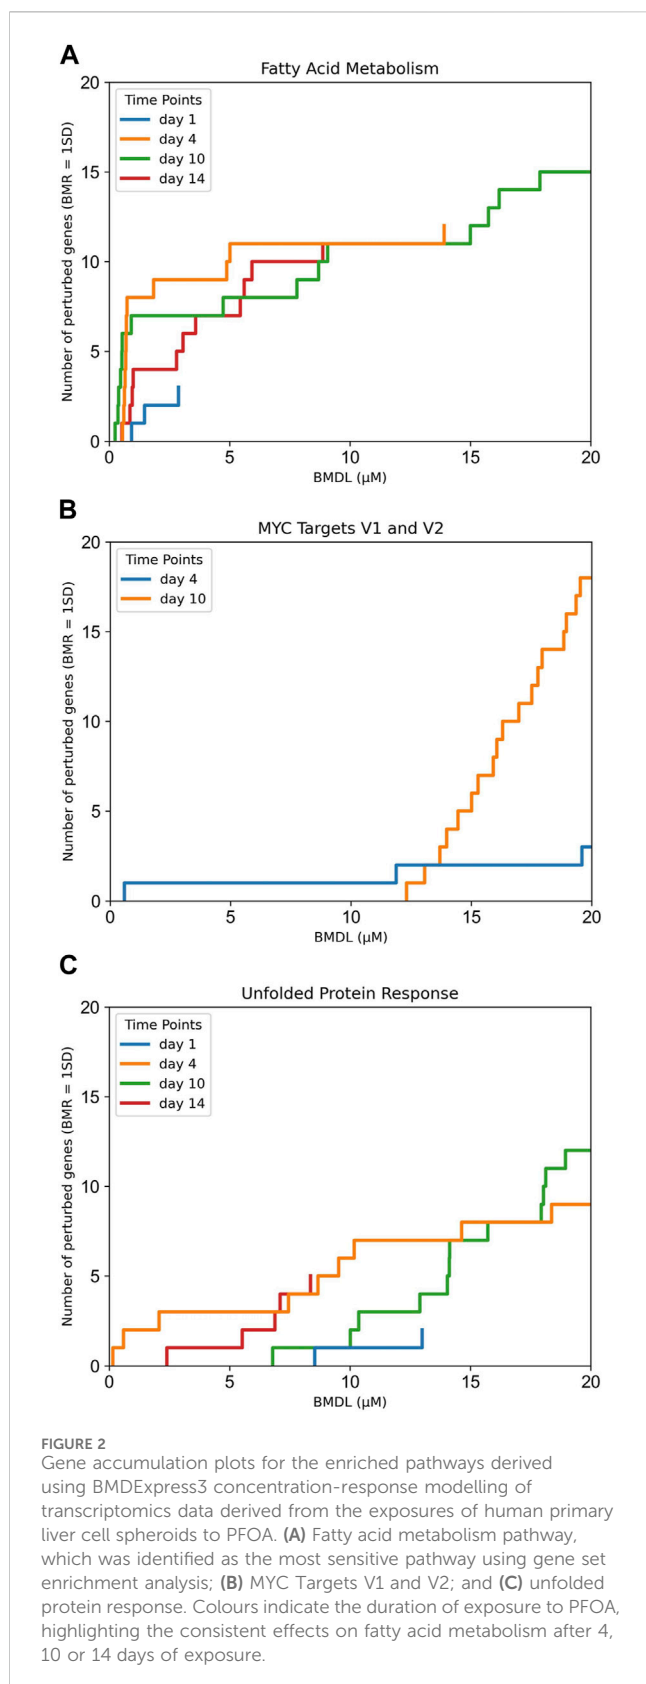 A
Fatty Acid Metabolism
Number of perturbed genes (BMR = 1SD)
20
15
10
5
0
Time Points
day 1
day 4
day 10
day 14
0 5 10 15 20
BMDL (μM)
B
MYC Targets V1 and V2
Number of perturbed genes (BMR = 1SD)
20
15
10
5
0
Time Points
day 4
day 10
0 5 10 15 20
BMDL (μM)
C
Unfolded Protein Response
Number of perturbed genes (BMR = 1SD)
20
15
10
5
0
Time Points
day 1
day 4
day 10
day 14
0 5 10 15 20
BMDL (μM)
FIGURE 2
Gene accumulation plots for the enriched pathways derived
using BMDExpress3 concentration-response modelling of
transcriptomics data derived from the exposures of human primary
liver cell spheroids to PFOA. (A) Fatty acid metabolism pathway,
which was identified as the most sensitive pathway using gene set
enrichment analysis; (B) MYC Targets V1 and V2; and (C) unfolded
protein response. Colours indicate the duration of exposure to PFOA,
highlighting the consistent effects on fatty acid metabolism after 4,
10 or 14 days of exposure.